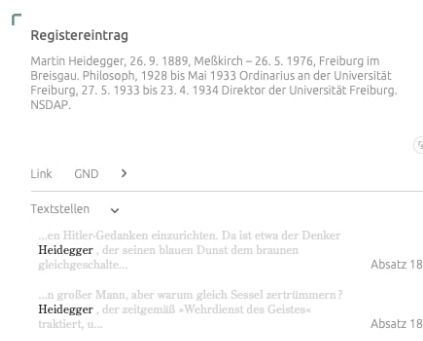 Registereintrag
Martin Heidegger, 26. 9. 1889, Meßkirch – 26. 5. 1976, Freiburg im
Breisgau. Philosoph, 1928 bis Mai 1933 Ordinarius an der Universität
Freiburg, 27. 5. 1933 bis 23. 4. 1934 Direktor der Universität Freiburg.
NSDAP.
Link GND
Textstellen
...en Hitler-Gedanken einzurichten. Da ist etwa der Denker
Heidegger , der seinen blauen Dunst dem braunen
gleichgeschalte... Absatz 18
...n großer Mann, aber warum gleich Sessel zertrümmern?
Heidegger , der zeitgemäß »Wehrdienst des Geistes«
traktiert, u... Absatz 18